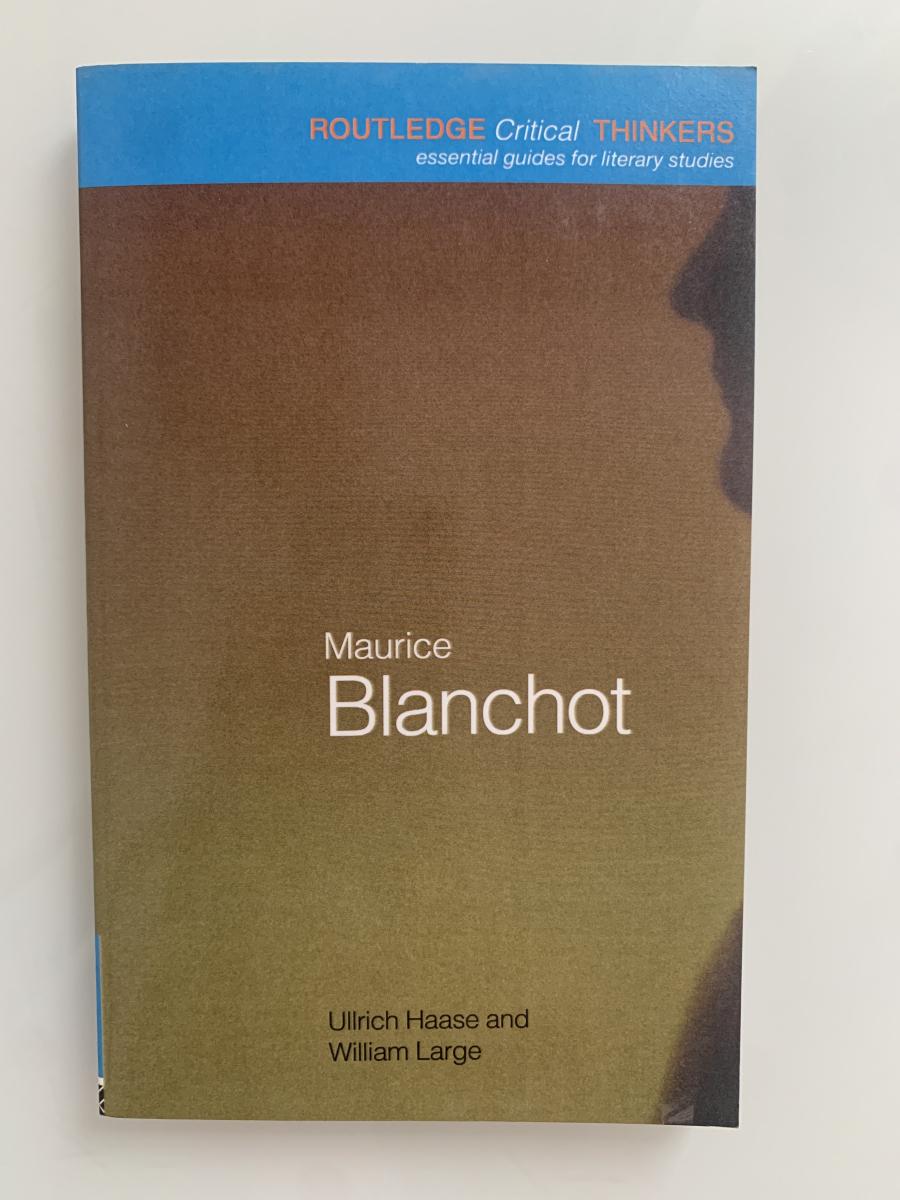 ROUTLEDGE Critical THINKERS
essential guides for literary studies
Maurice
Blanchot
Ullrich Haase and
William Large